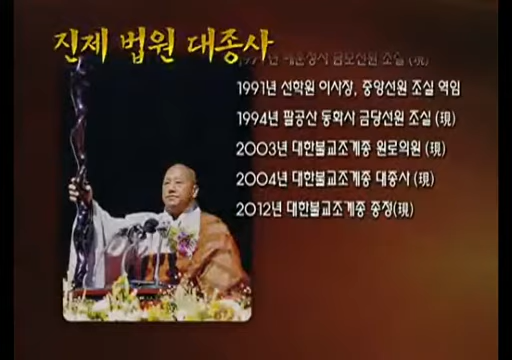 진제 법원 대종사
조실 (現)
1991년 선학원 이사장, 중앙선원 조실 역임
1994년 팔공산 동화사 금당선원 조실 (現)
2003년 대한불교조계종 원로의원 (現)
2004년 대한불교조계종 대종사 (現)
2012년 대한불교조계종 종정(現)